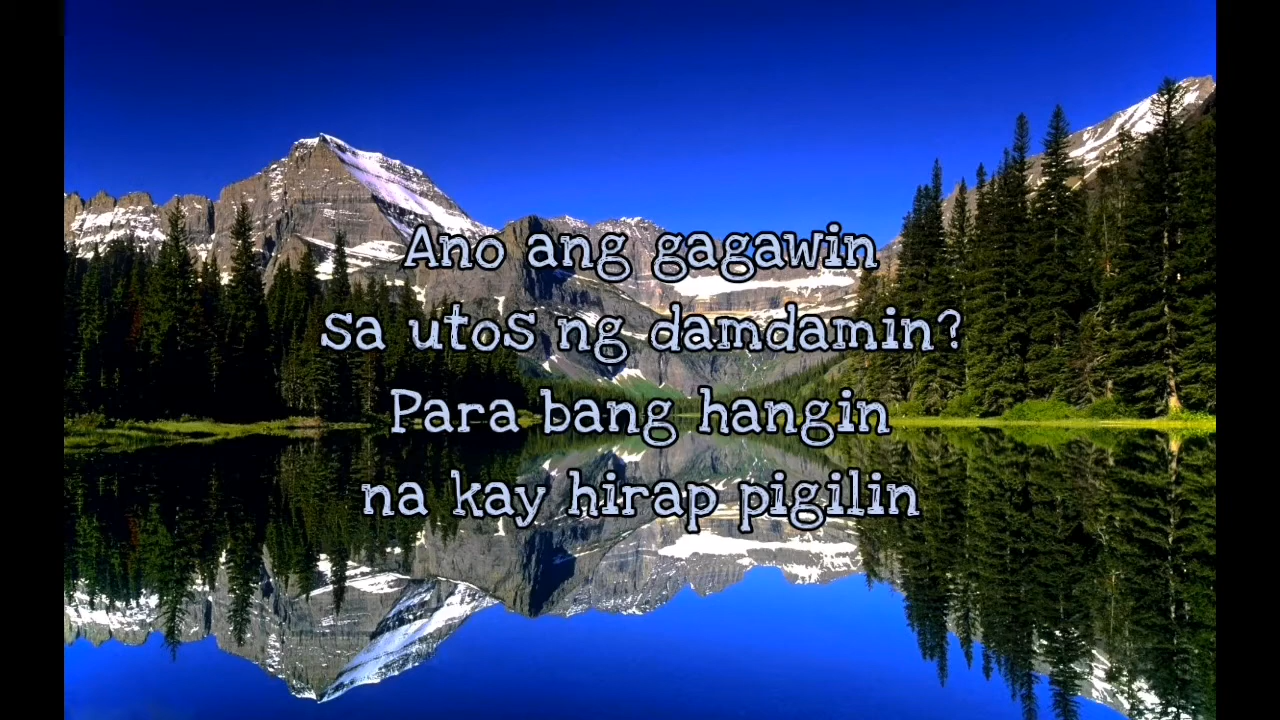 Ano ang gagawin
sa utos ng damdamin?
Para bang hangin
na kay hirap pigilin